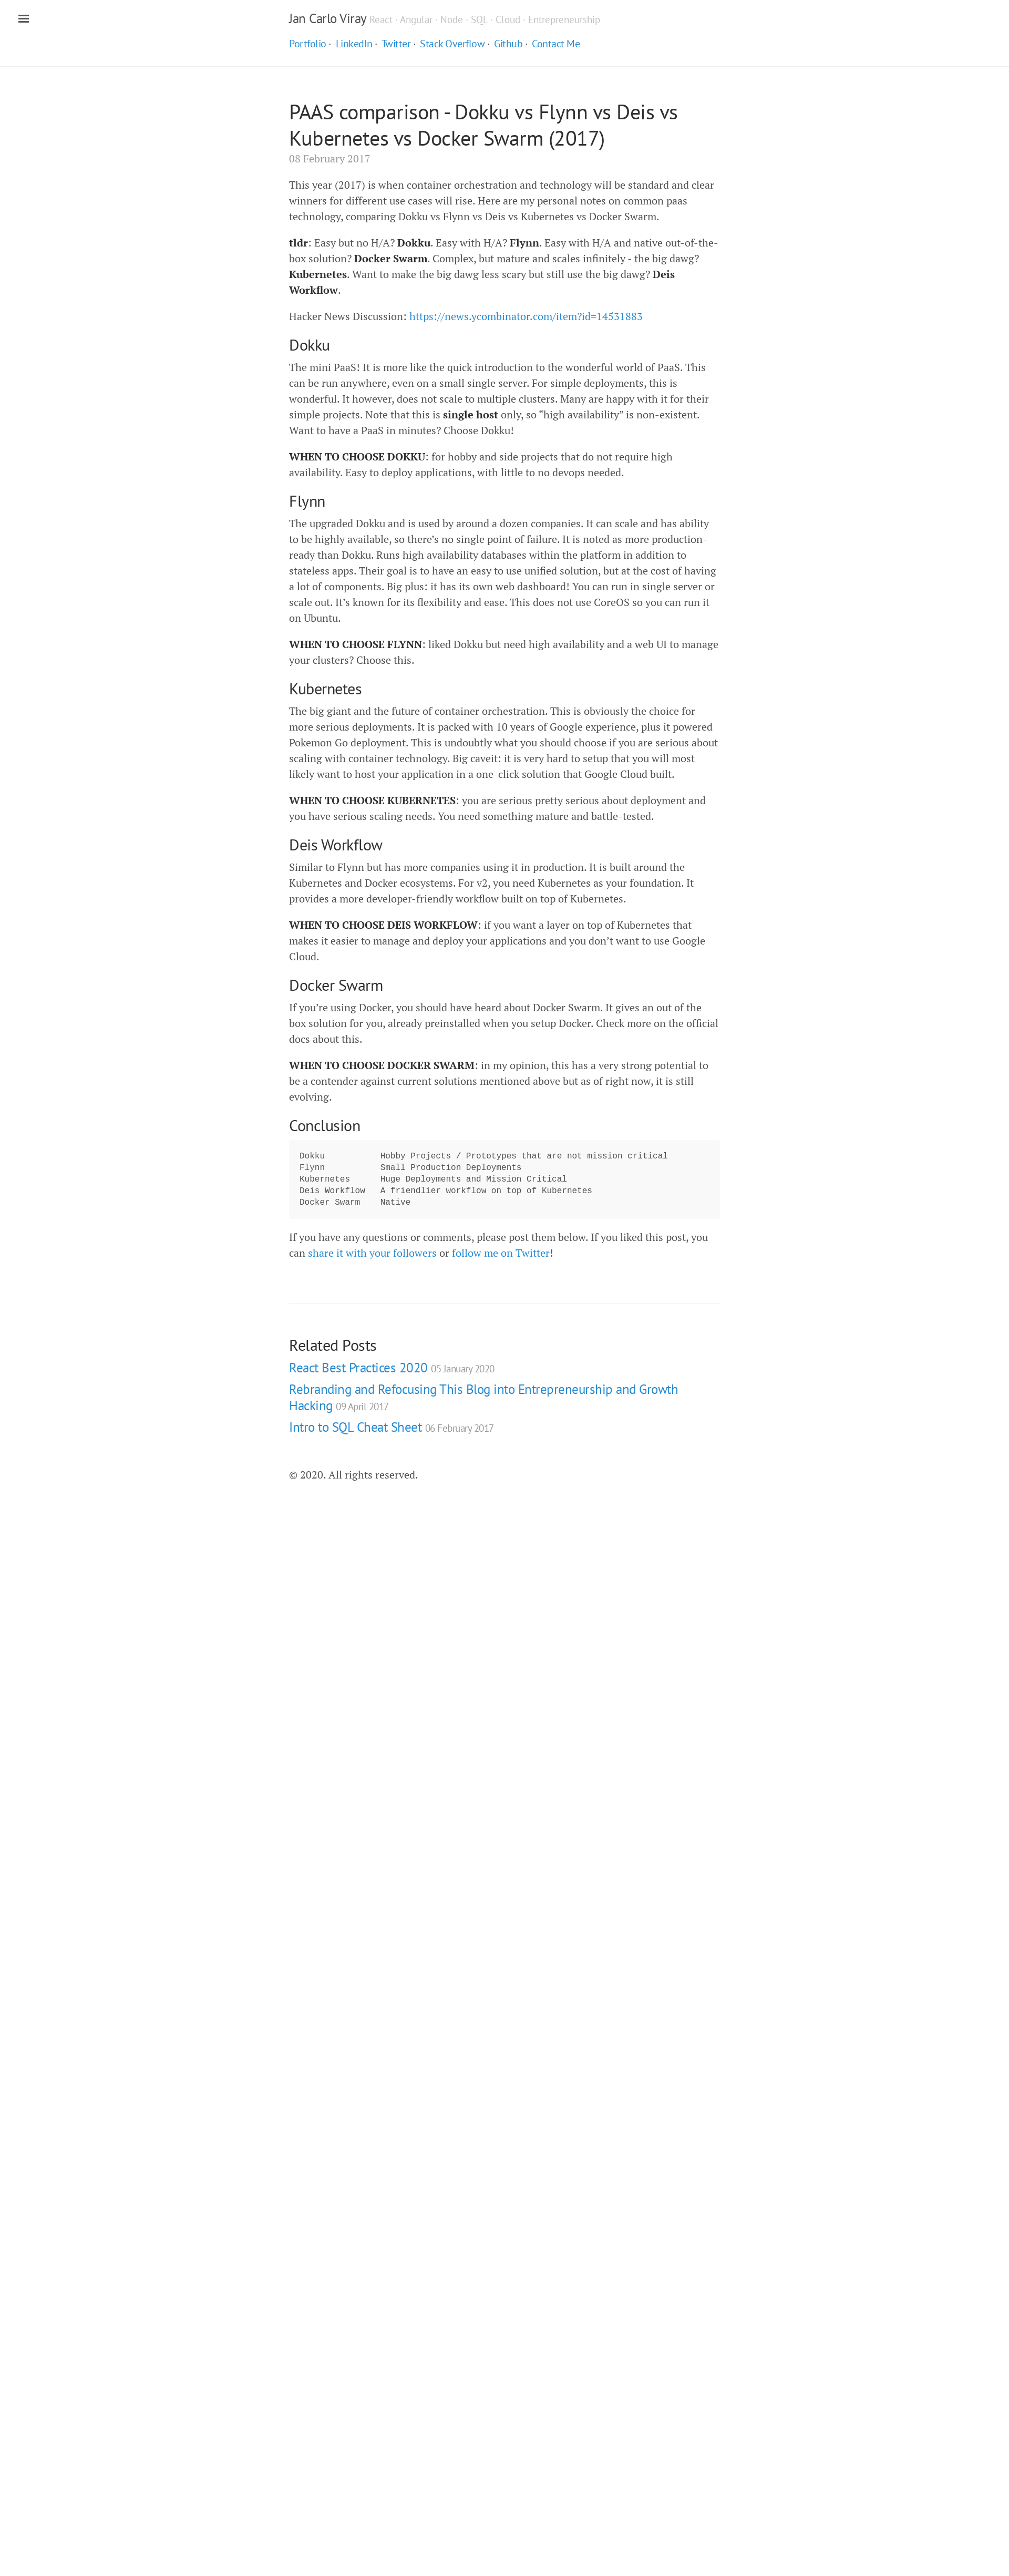 Jan Carlo Viray React · Angular · Node · SQL · Cloud · Entrepreneurship
Portfolio · LinkedIn · Twitter · Stack Overflow · Github · Contact Me
PAAS comparison - Dokku vs Flynn vs Deis vs
Kubernetes vs Docker Swarm (2017)
08 February 2017
This year (2017) is when container orchestration and technology will be standard and clear
winners for different use cases will rise. Here are my personal notes on common paas
technology, comparing Dokku vs Flynn vs Deis vs Kubernetes vs Docker Swarm.
tldr: Easy but no H/A? Dokku. Easy with H/A? Flynn. Easy with H/A and native out-of-the-
box solution? Docker Swarm. Complex, but mature and scales infinitely - the big dawg?
Kubernetes. Want to make the big dawg less scary but still use the big dawg? Deis
Workflow.
Hacker News Discussion: https://news.ycombinator.com/item?id=14531883
Dokku
The mini PaaS! It is more like the quick introduction to the wonderful world of PaaS. This
can be run anywhere, even on a small single server. For simple deployments, this is
wonderful. It however, does not scale to multiple clusters. Many are happy with it for their
simple projects. Note that this is single host only, so “high availability” is non-existent.
Want to have a PaaS in minutes? Choose Dokku!
WHEN TO CHOOSE DOKKU: for hobby and side projects that do not require high
availability. Easy to deploy applications, with little to no devops needed.
Flynn
The upgraded Dokku and is used by around a dozen companies. It can scale and has ability
to be highly available, so there’s no single point of failure. It is noted as more production-
ready than Dokku. Runs high availability databases within the platform in addition to
stateless apps. Their goal is to have an easy to use unified solution, but at the cost of having
a lot of components. Big plus: it has its own web dashboard! You can run in single server or
scale out. It’s known for its flexibility and ease. This does not use CoreOS so you can run it
on Ubuntu.
WHEN TO CHOOSE FLYNN: liked Dokku but need high availability and a web UI to manage
your clusters? Choose this.
Kubernetes
The big giant and the future of container orchestration. This is obviously the choice for
more serious deployments. It is packed with 10 years of Google experience, plus it powered
Pokemon Go deployment. This is undoubtly what you should choose if you are serious about
scaling with container technology. Big caveit: it is very hard to setup that you will most
likely want to host your application in a one-click solution that Google Cloud built.
WHEN TO CHOOSE KUBERNETES: you are serious pretty serious about deployment and
you have serious scaling needs. You need something mature and battle-tested.
Deis Workflow
Similar to Flynn but has more companies using it in production. It is built around the
Kubernetes and Docker ecosystems. For v2, you need Kubernetes as your foundation. It
provides a more developer-friendly workflow built on top of Kubernetes.
WHEN TO CHOOSE DEIS WORKFLOW: if you want a layer on top of Kubernetes that
makes it easier to manage and deploy your applications and you don’t want to use Google
Cloud.
Docker Swarm
If you’re using Docker, you should have heard about Docker Swarm. It gives an out of the
box solution for you, already preinstalled when you setup Docker. Check more on the official
docs about this.
WHEN TO CHOOSE DOCKER SWARM: in my opinion, this has a very strong potential to
be a contender against current solutions mentioned above but as of right now, it is still
evolving.
Conclusion
Dokku Hobby Projects / Prototypes that are not mission critical
Flynn Small Production Deployments
Kubernetes Huge Deployments and Mission Critical
Deis Workflow A friendlier workflow on top of Kubernetes
Docker Swarm Native
If you have any questions or comments, please post them below. If you liked this post, you
can share it with your followers or follow me on Twitter!
Related Posts
React Best Practices 2020 05 January 2020
Rebranding and Refocusing This Blog into Entrepreneurship and Growth
Hacking 09 April 2017
Intro to SQL Cheat Sheet 06 February 2017
© 2020. All rights reserved.